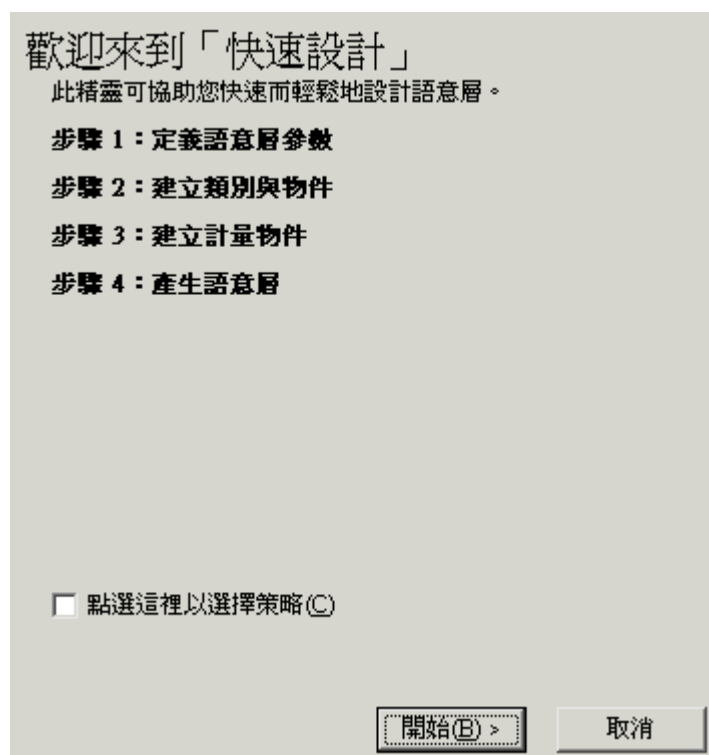 歡迎來到「快速設計」
此精靈可協助您快速而輕鬆地設計語意層。
步驟 1：定義語意層參數
步驟 2：建立類別與物件
步驟 3：建立計量物件
步驟 4：產生語意層
點選這裡以選擇策略(C)
開始(B) >
取消